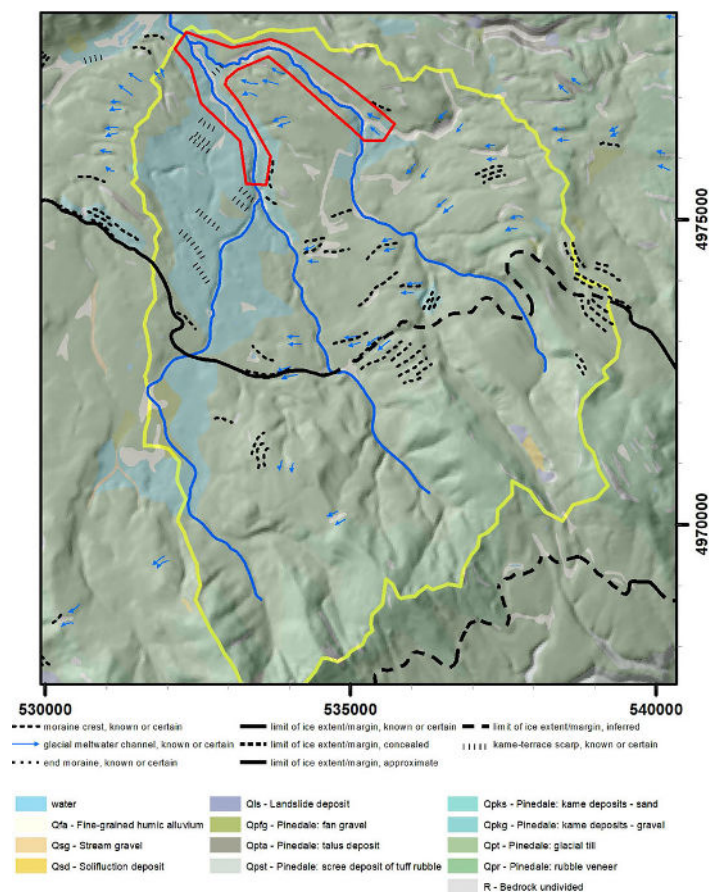 4975000
4970000
530000 535000 540000
moraine crest, known or certain limit of ice extent/margin, known or certain limit of ice extent/margin, inferred
glacial meltwater channel, known or certain limit of ice extent/margin, concealed kame-terrace scarp, known or certain
end moraine, known or certain limit of ice extent/margin, approximate
water Qls - Landslide deposit Qpks - Pinedale: kame deposits - sand
Qfa - Fine-grained humic alluvium Qpfg - Pinedale: fan gravel Qpkg - Pinedale: kame deposits - gravel
Qsg - Stream gravel Qpta - Pinedale: talus deposit Qpt - Pinedale: glacial till
Qsd - Solifluction deposit Qpst - Pinedale: scree deposit of tuff rubble Qpr - Pinedale: rubble veneer
R - Bedrock undivided